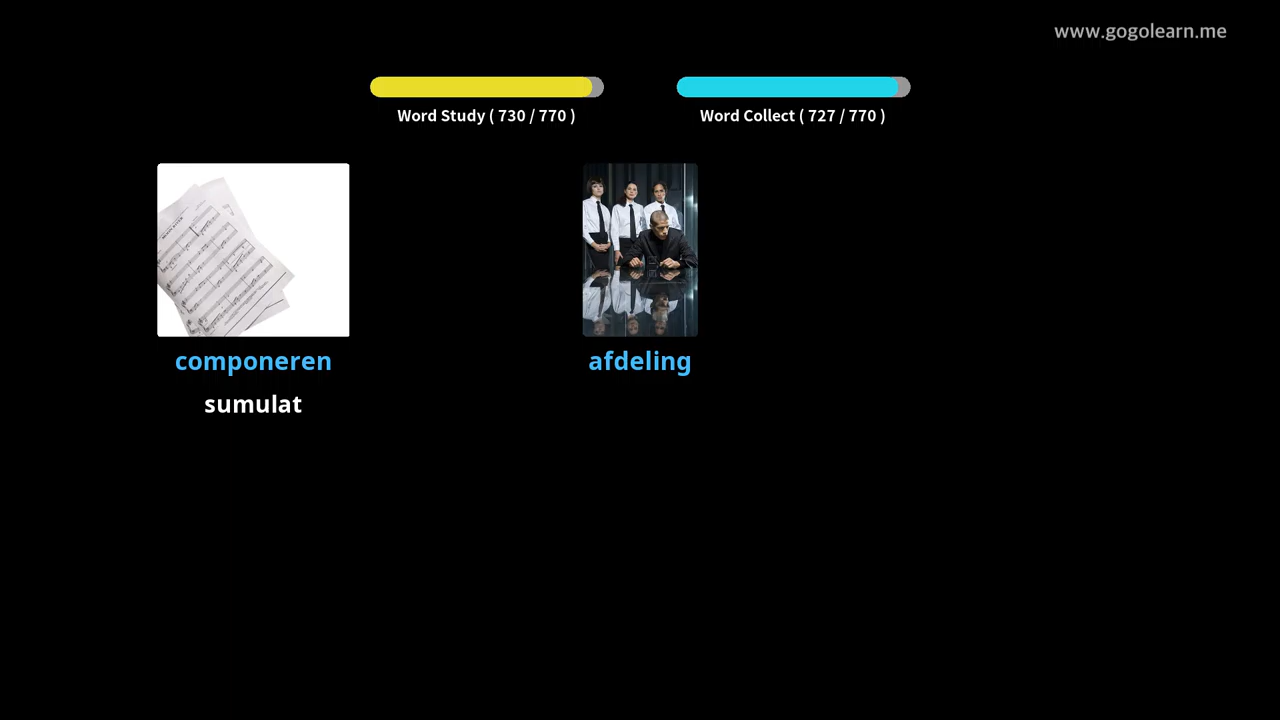 www.gogolearn.me
Word Study ( 730 / 770 )
Word Collect ( 727 / 770 )
componeren
afdeling
sumulat